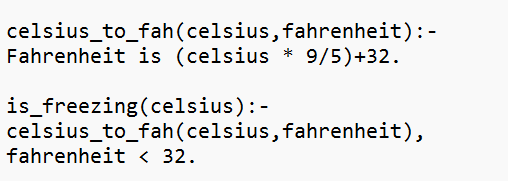 celsius_to_fah(celsius,fahrenheit):-
Fahrenheit is (celsius * 9/5)+32.
is_freezing(celsius):-
celsius_to_fah(celsius,fahrenheit),
fahrenheit < 32.